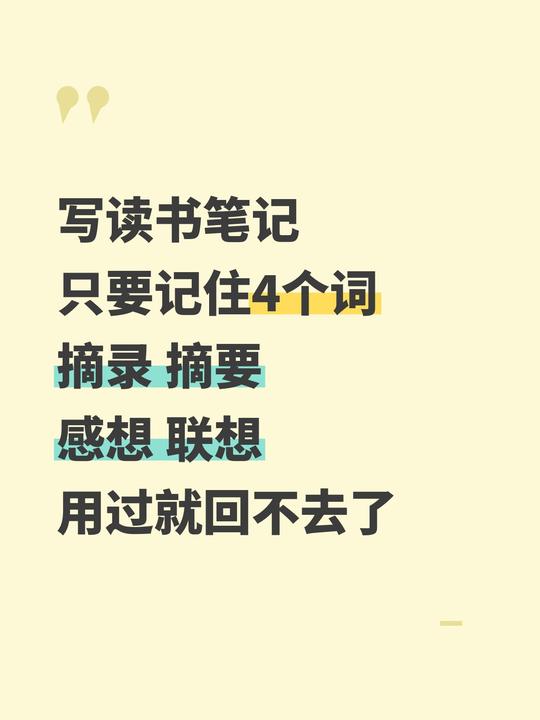 写读书笔记
只要记住4个词
摘录 摘要
感想 联想
用过就回不去了